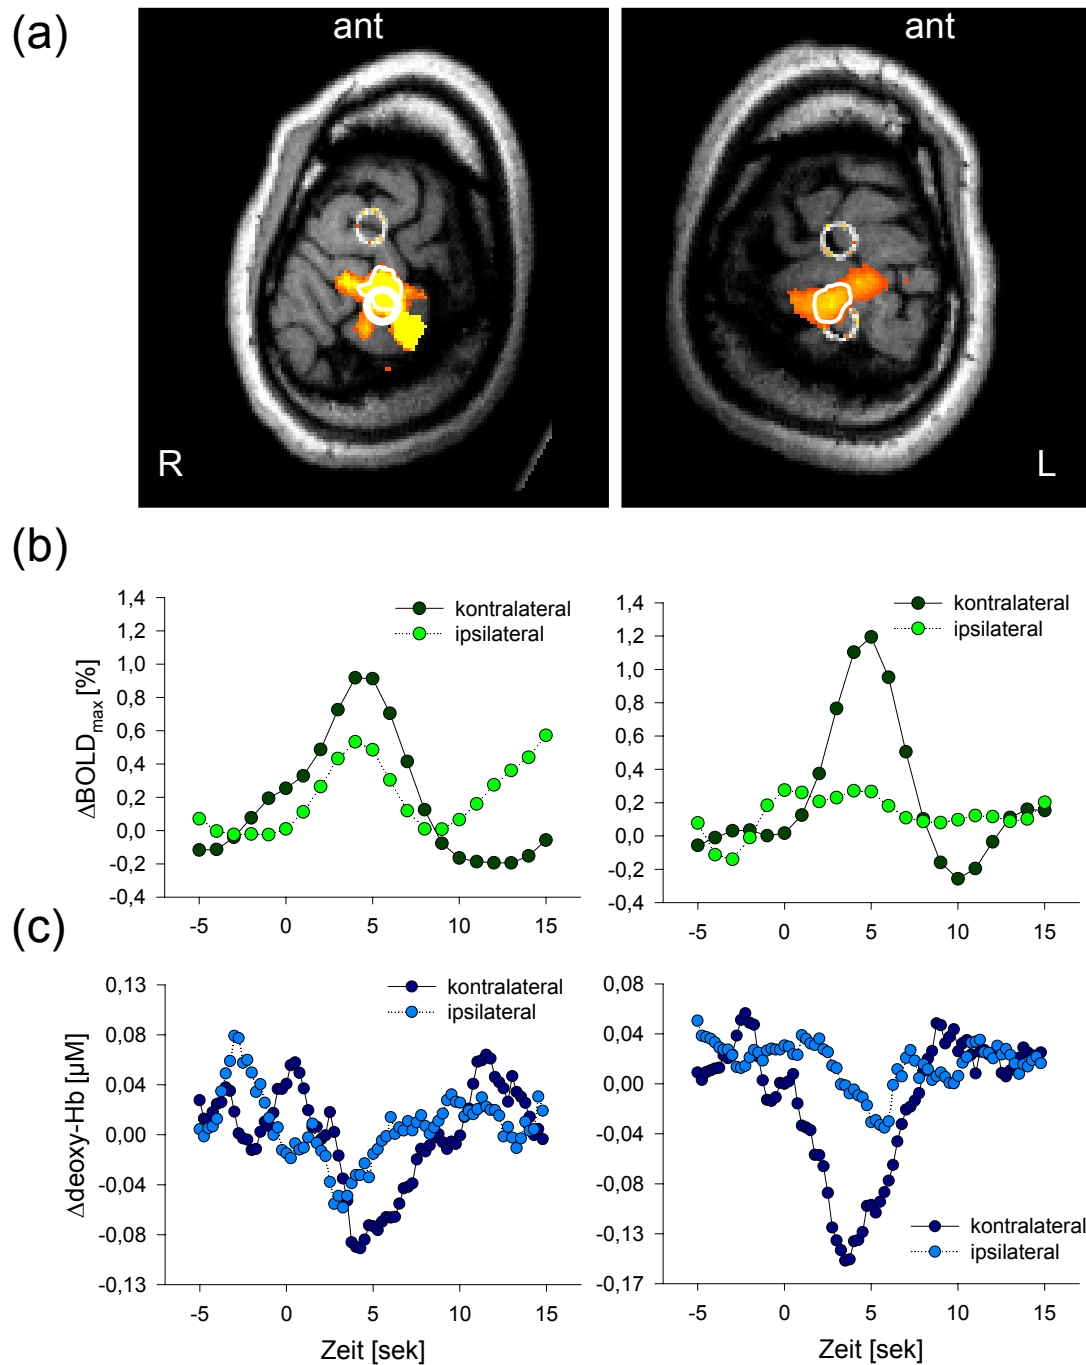 (a)
ant
ant
R
L
(b)
ΔBOLDmax [%]
1,4
1,2
1,0
0,8
0,6
0,4
0,2
0,0
-0,2
-0,4
kontralateral
ipsilateral
-5 0 5 10 15
1,4
1,2
1,0
0,8
0,6
0,4
0,2
0,0
-0,2
-0,4
kontralateral
ipsilateral
-5 0 5 10 15
(c)
Δdeoxy-Hb [µM]
0,13
0,08
0,04
0,00
-0,04
-0,08
-0,13
kontralateral
ipsilateral
-5 0 5 10 15
Zeit [sek]
0,08
0,04
0,00
-0,04
-0,08
-0,13
-0,17
kontralateral
ipsilateral
-5 0 5 10 15
Zeit [sek]